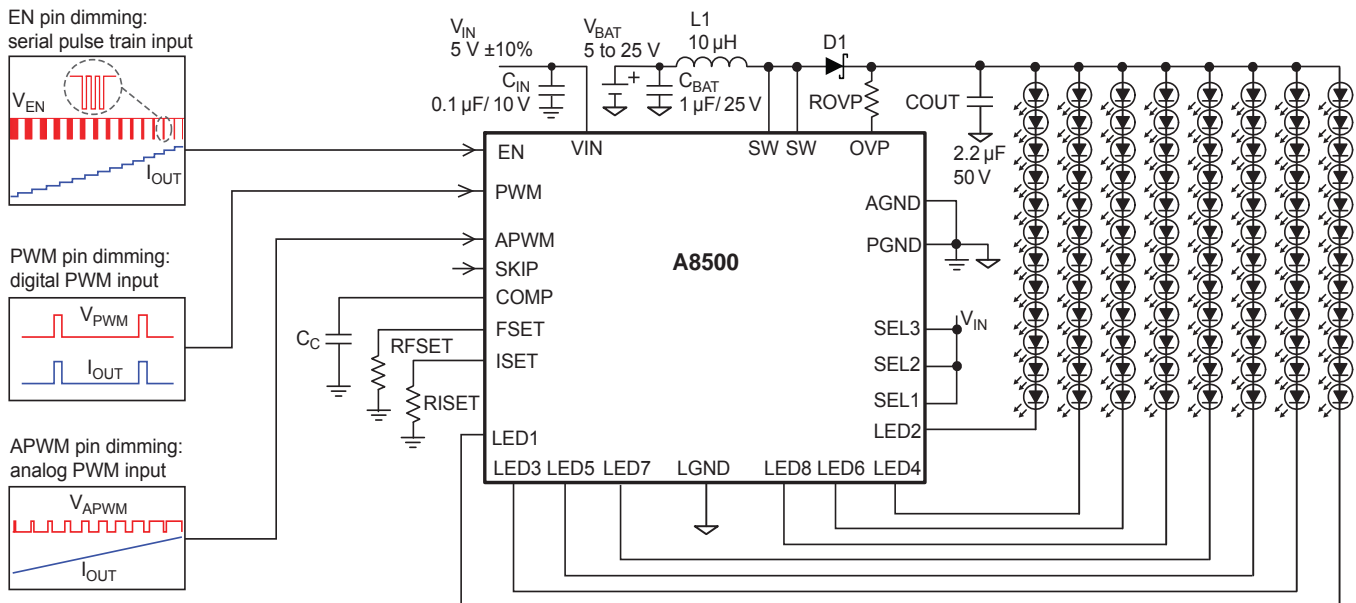 EN pin dimming:
serial pulse train input
VEN
IOUT
PWM pin dimming:
digital PWM input
VPWM
IOUT
APWM pin dimming:
analog PWM input
VAPWM
IOUT
VIN
5 V ±10%
CIN
0.1 µF/ 10 V
VBAT
5 to 25 V
+
CBAT
1 µF/ 25 V
L1
10 µH
D1
ROVP
COUT
2.2 µF
50 V
VIN
SW SW
OVP
EN
PWM
APWM
SKIP
COMP
FSET
ISET
LED1
A8500
AGND
PGND
SEL3
SEL2
SEL1
LED2
VIN
CC
RFSET
RISET
LED3 LED5 LED7 LGND LED8 LED6 LED4